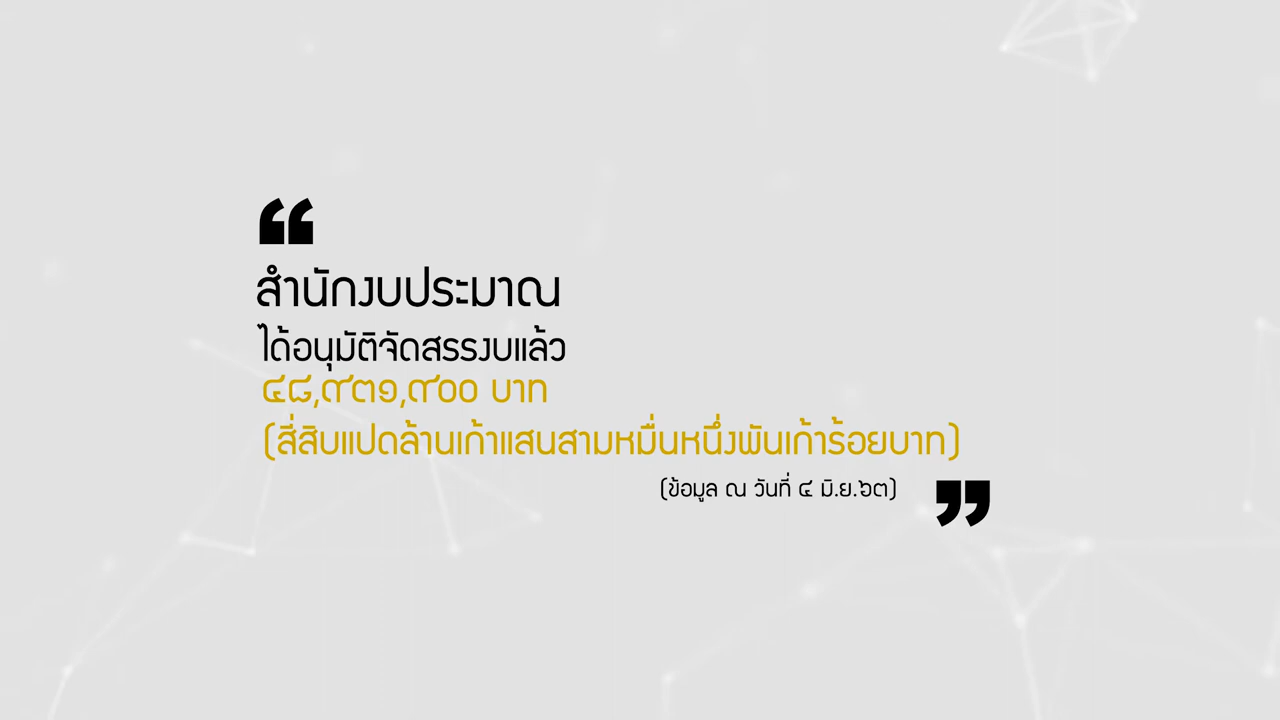 “
สำนักงบประมาณ
ได้อนุมัติจัดสรรงบแล้ว
๔๘,๙๓๑,๙๐๐ บาท
(สี่สิบแปดล้านเก้าแสนสามหมื่นหนึ่งพันเก้าร้อยบาท)
(ข้อมูล ณ วันที่ ๔ มิ.ย.๖๓)
”